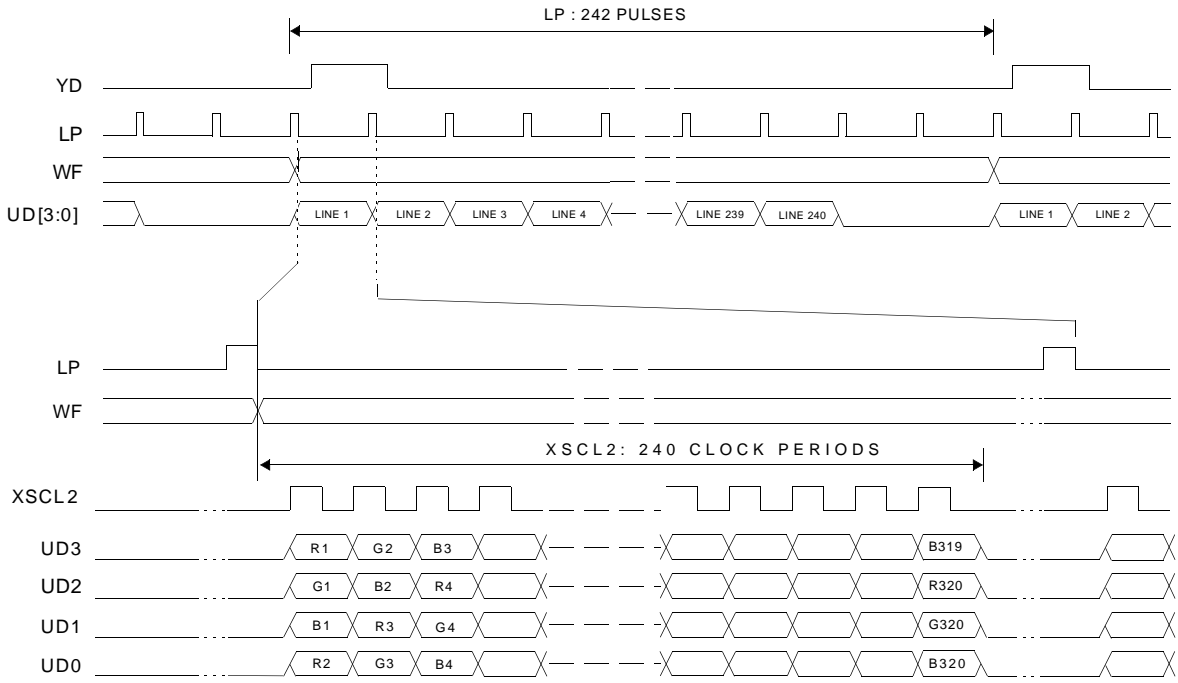 LP : 242 PULSES
YD
LP
WF
UD[3:0]
LINE 1 LINE 2 LINE 3 LINE 4 LINE 239 LINE 240 LINE 1 LINE 2
LP
WF
XSCL2: 240 CLOCK PERIODS
XSCL2
UD3 R1 G2 B3 B319
UD2 G1 B2 R4 R320
UD1 B1 R3 G4 G320
UD0 R2 G3 B4 B320